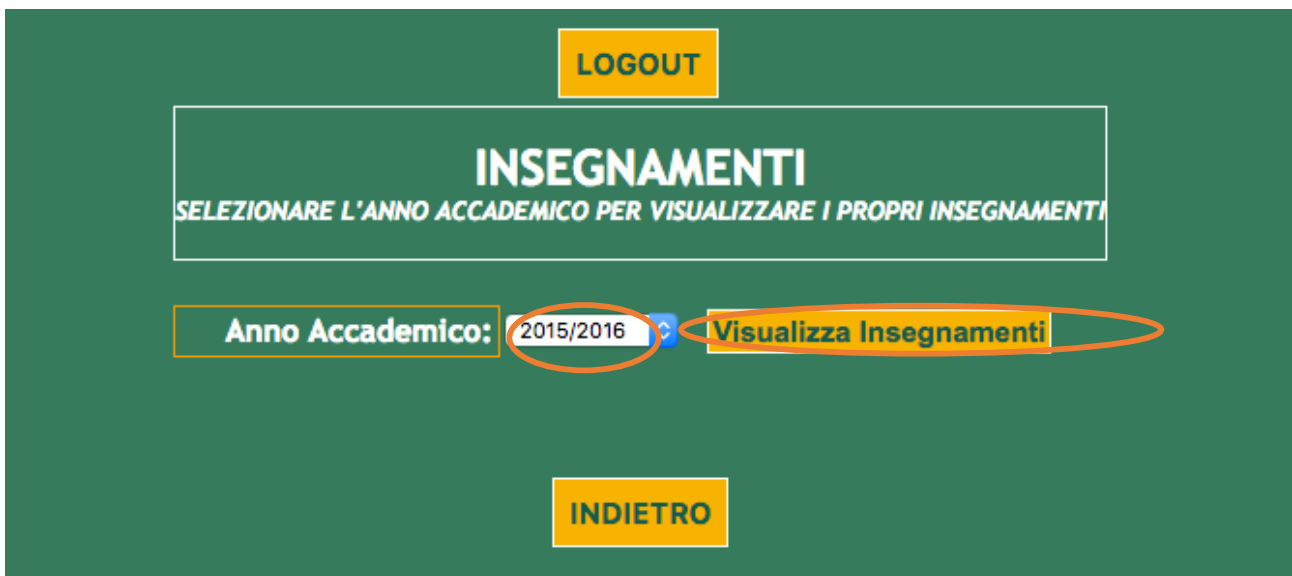 LOGOUT
INSEGNAMENTI
SELEZIONARE L'ANNO ACCADEMICO PER VISUALIZZARE I PROPRI INSEGNAMENTI
Anno Accademico: 2015/2016 Visualizza Insegnamenti
INDIETRO